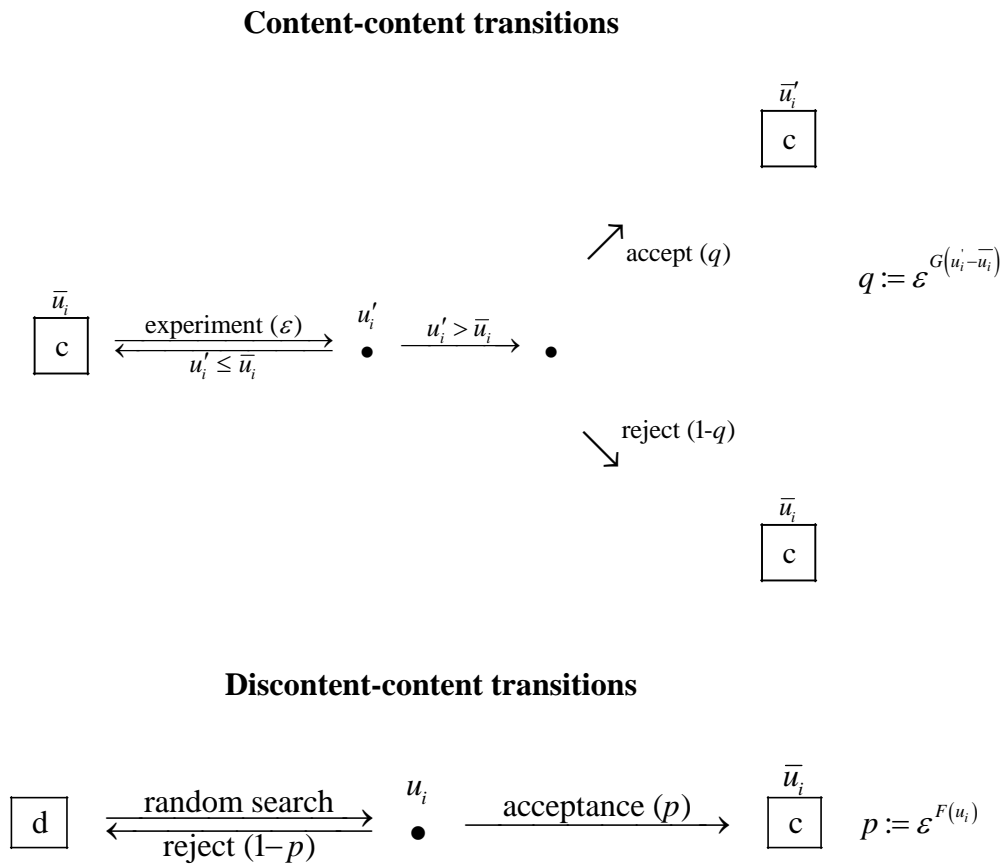 Content-content transitions
ū′ᵢ
c
accept (q)
q := ε^G(u′ᵢ−ūᵢ)
ūᵢ
c
experiment (ε)
u′ᵢ ≤ ūᵢ
u′ᵢ
u′ᵢ > ūᵢ
reject (1-q)
ūᵢ
c
Discontent-content transitions
d
random search
reject (1−p)
uᵢ
acceptance (p)
ūᵢ
c
p := ε^F(uᵢ)